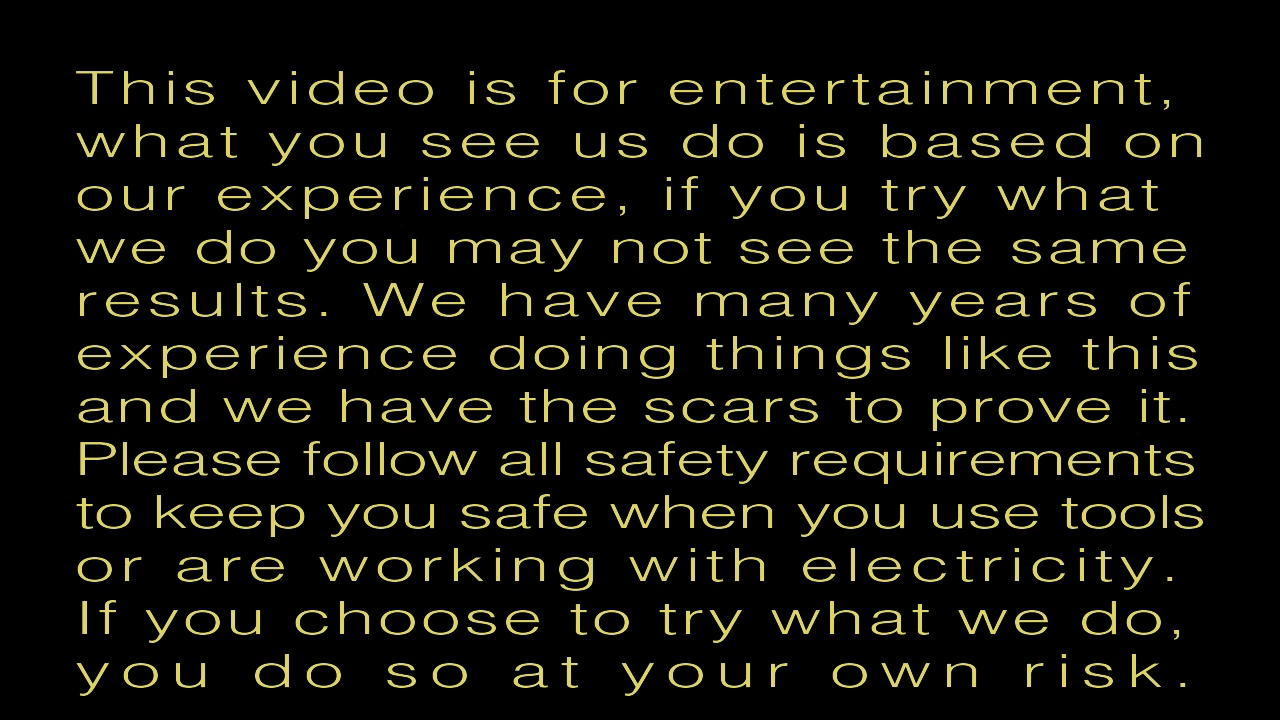 This video is for entertainment,
what you see us do is based on
our experience, if you try what
we do you may not see the same
results. We have many years of
experience doing things like this
and we have the scars to prove it.
Please follow all safety requirements
to keep you safe when you use tools
or are working with electricity.
If you choose to try what we do,
you do so at your own risk.